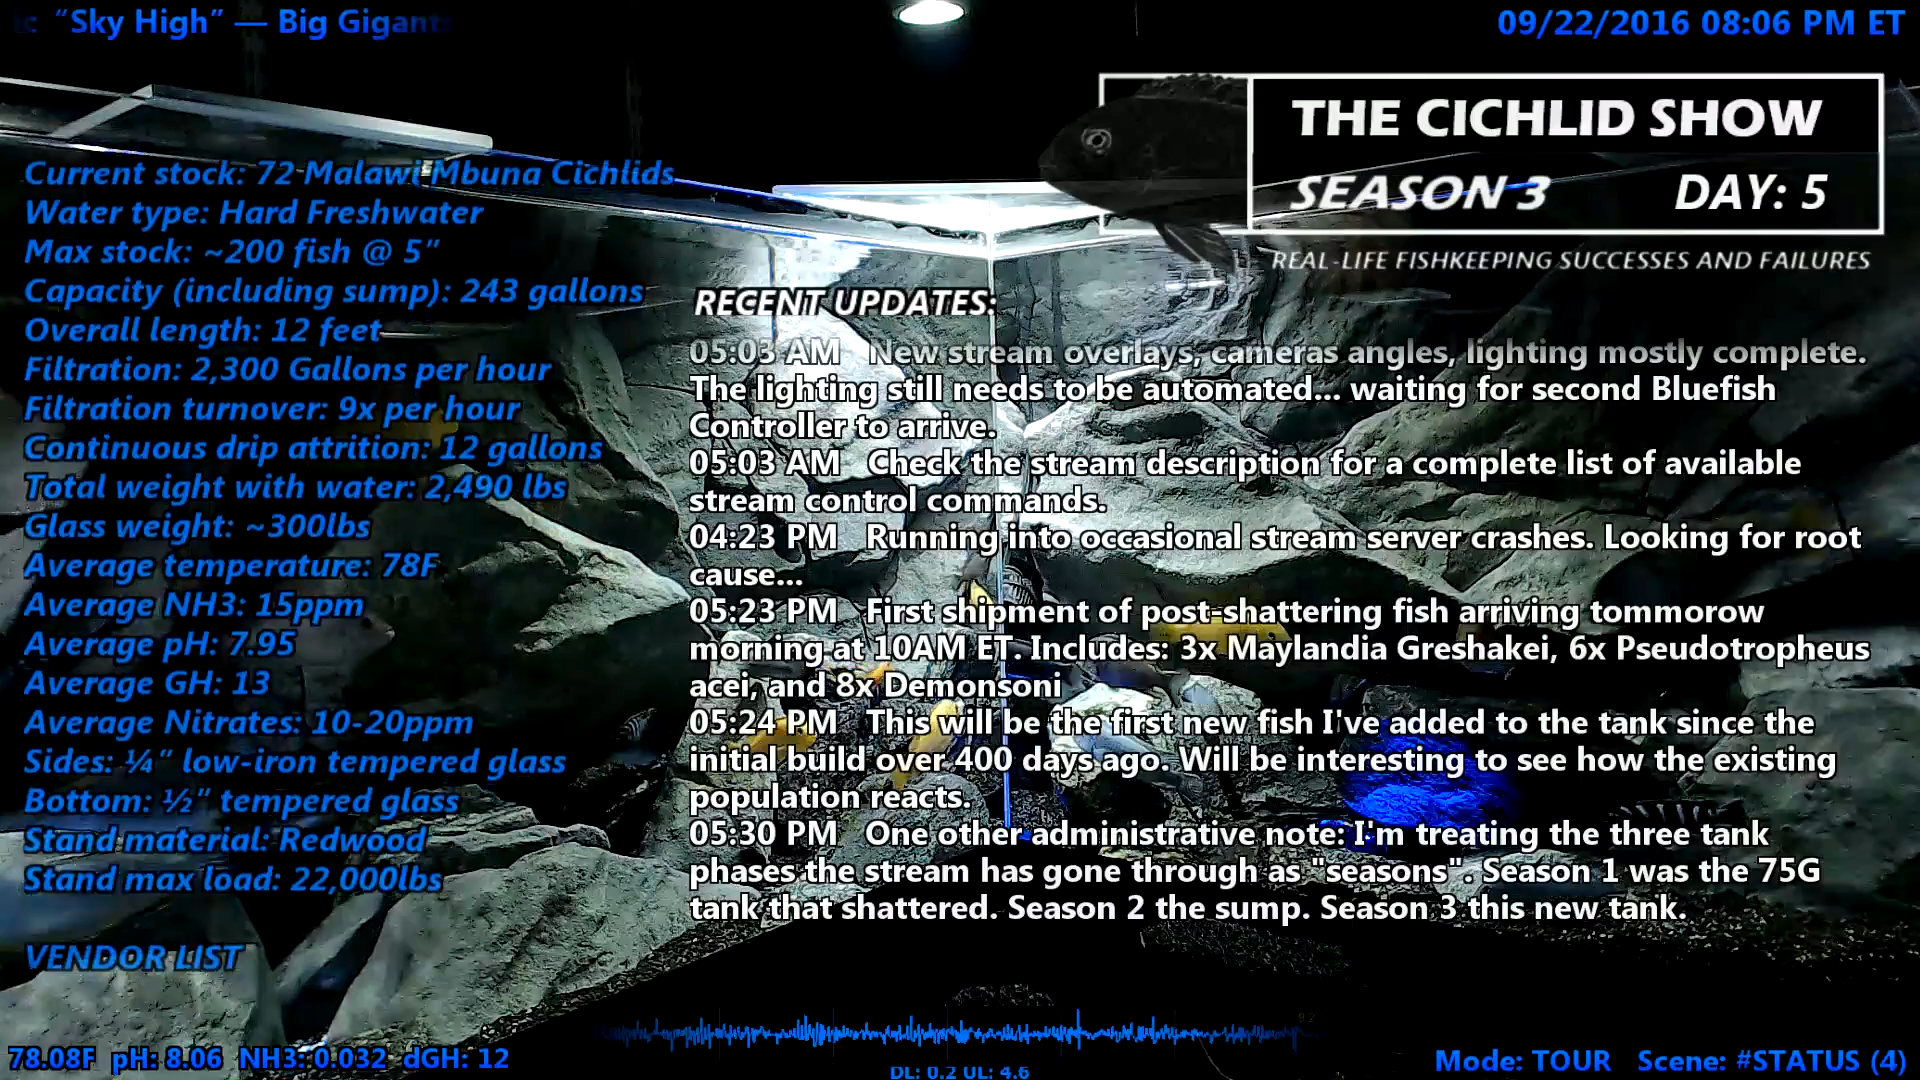 “Sky High” — Big Gigant
09/22/2016 08:06 PM ET
THE CICHLID SHOW
SEASON 3 DAY: 5
REAL-LIFE FISHKEEPING SUCCESSES AND FAILURES
Current stock: 72 Malawi Mbuna Cichlids
Water type: Hard Freshwater
Max stock: ~200 fish @ 5”
Capacity (including sump): 243 gallons
Overall length: 12 feet
Filtration: 2,300 Gallons per hour
Filtration turnover: 9x per hour
Continuous drip attrition: 12 gallons
Total weight with water: 2,490 lbs
Glass weight: ~300lbs
Average temperature: 78F
Average NH3: 15ppm
Average pH: 7.95
Average GH: 13
Average Nitrates: 10-20ppm
Sides: ¼“ low-iron tempered glass
Bottom: ½” tempered glass
Stand material: Redwood
Stand max load: 22,000lbs
VENDOR LIST
RECENT UPDATES:
05:03 AM New stream overlays, cameras angles, lighting mostly complete.
The lighting still needs to be automated... waiting for second Bluefish
Controller to arrive.
05:03 AM Check the stream description for a complete list of available
stream control commands.
04:23 PM Running into occasional stream server crashes. Looking for root
cause...
05:23 PM First shipment of post-shattering fish arriving tommorow
morning at 10AM ET. Includes: 3x Maylandia Greshakei, 6x Pseudotropheus
acei, and 8x Demonsoni
05:24 PM This will be the first new fish I've added to the tank since the
initial build over 400 days ago. Will be interesting to see how the existing
population reacts.
05:30 PM One other administrative note: I'm treating the three tank
phases the stream has gone through as "seasons". Season 1 was the 75G
tank that shattered. Season 2 the sump. Season 3 this new tank.
78.08F pH: 8.06 NH3: 0.032 dGH: 12
DL: 0.2 UL: 4.6
Mode: TOUR Scene: #STATUS (4)